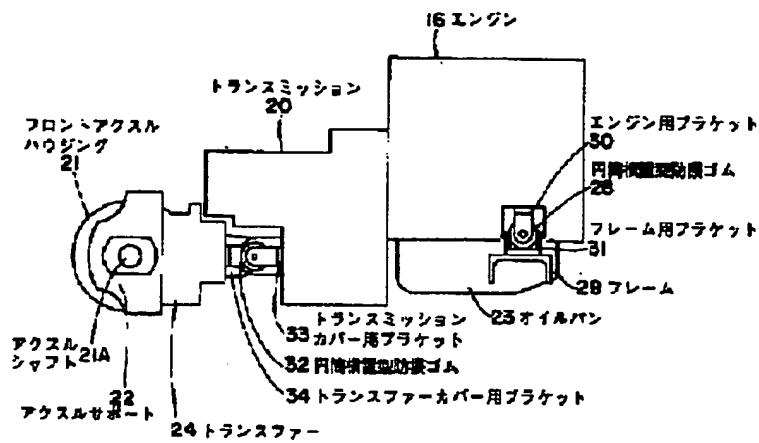 16 エンジン
トランスミッション
20
フロントアクスル
ハウジング
21
エンジン用ブラケット
30
円筒横置型防振ゴム
28
フレーム用ブラケット
31
29 フレーム
23 オイルパン
33 トランスミッション
カバー用ブラケット
32 円筒横置型防振ゴム
34 トランスファーカバー用ブラケット
アクスル
シャフト 21A
22
アクスルサポート
24 トランスファー